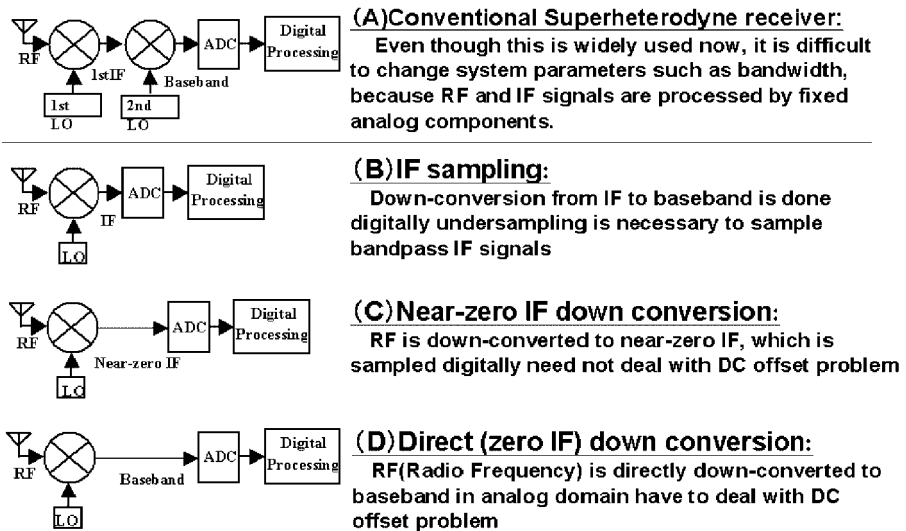 (A)Conventional Superheterodyne receiver:
Even though this is widely used now, it is difficult
to change system parameters such as bandwidth,
because RF and IF signals are processed by fixed
analog components.
RF
1stIF
Baseband
ADC
Digital
Processing
1st
LO
2nd
LO
(B)IF sampling:
Down-conversion from IF to baseband is done
digitally undersampling is necessary to sample
bandpass IF signals
RF
IF
ADC
Digital
Processing
LO
(C)Near-zero IF down conversion:
RF is down-converted to near-zero IF, which is
sampled digitally need not deal with DC offset problem
RF
Near-zero IF
ADC
Digital
Processing
LO
(D)Direct (zero IF) down conversion:
RF(Radio Frequency) is directly down-converted to
baseband in analog domain have to deal with DC
offset problem
RF
Baseband
ADC
Digital
Processing
LO